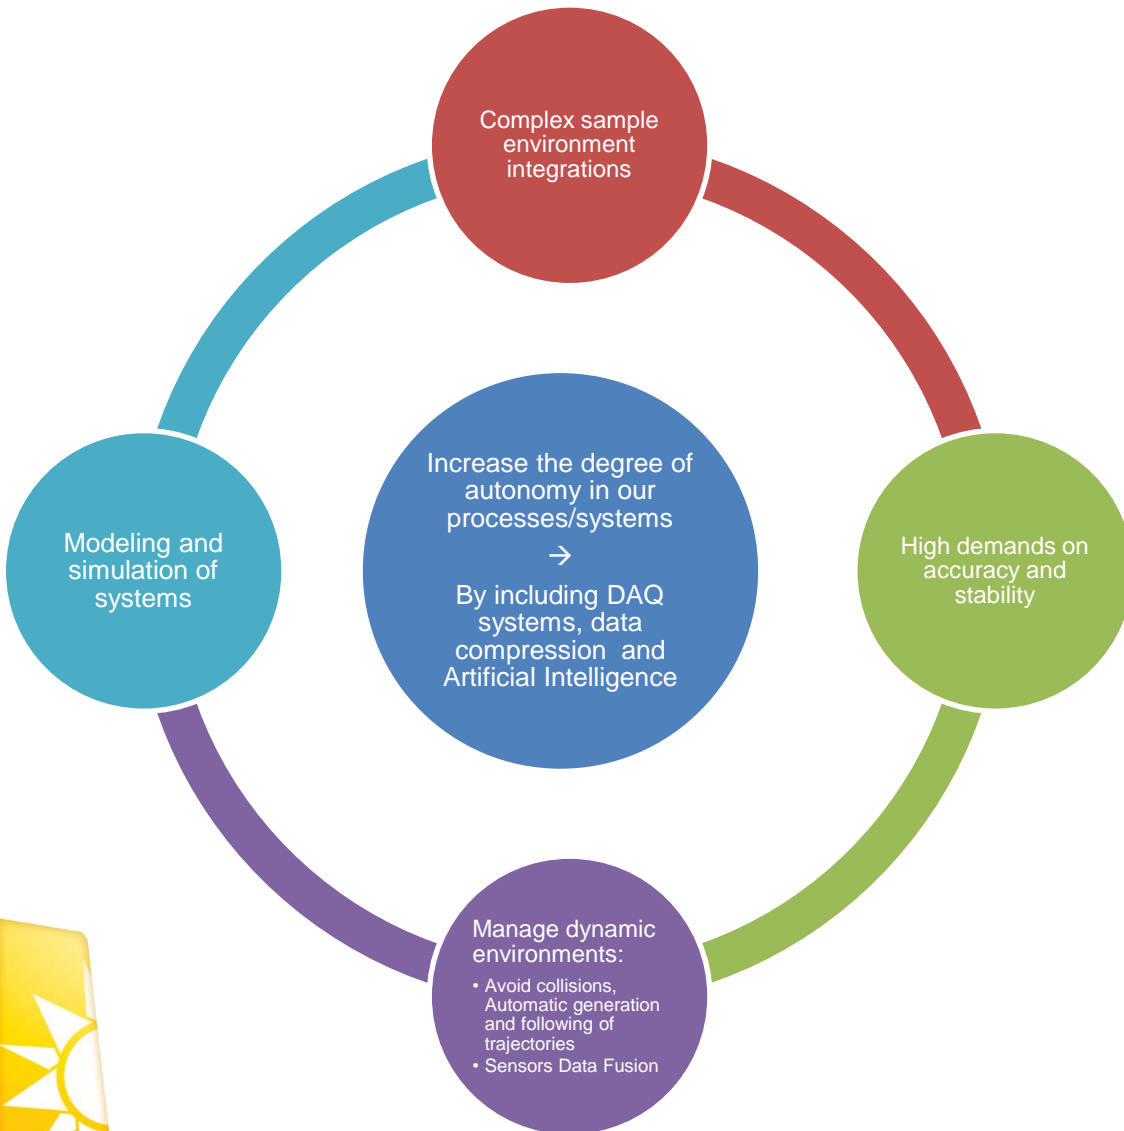 Complex sample
environment
integrations
Increase the degree of
autonomy in our
processes/systems
→
By including DAQ
systems, data
compression and
Artificial Intelligence
Modeling and
simulation of
systems
High demands on
accuracy and
stability
Manage dynamic
environments:
• Avoid collisions,
Automatic generation
and following of
trajectories
• Sensors Data Fusion